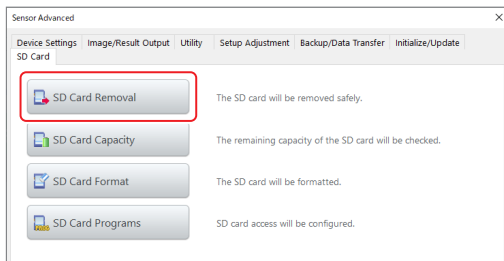 Sensor Advanced
Device Settings Image/Result Output Utility Setup Adjustment Backup/Data Transfer Initialize/Update
SD Card
SD Card Removal The SD card will be removed safely.
SD Card Capacity The remaining capacity of the SD card will be checked.
SD Card Format The SD card will be formatted.
SD Card Programs SD card access will be configured.